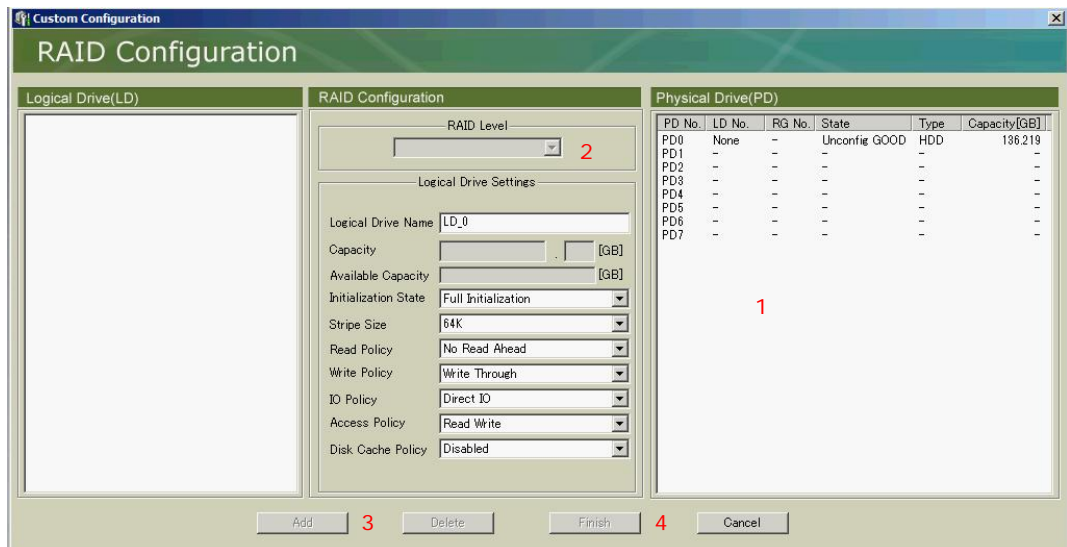 Custom Configuration
RAID Configuration
Logical Drive(LD)
RAID Configuration
RAID Level
2
Logical Drive Settings
Logical Drive Name LD_0
Capacity . [GB]
Available Capacity [GB]
Initialization State Full Initialization
Stripe Size 64K
Read Policy No Read Ahead
Write Policy Write Through
IO Policy Direct IO
Access Policy Read Write
Disk Cache Policy Disabled
Physical Drive(PD)
PD No. LD No. RG No. State Type Capacity[GB]
PD0 None - Unconfig GOOD HDD 136.219
PD1 - - - - -
PD2 - - - - -
PD3 - - - - -
PD4 - - - - -
PD5 - - - - -
PD6 - - - - -
PD7 - - - - -
1
Add 3 Delete Finish 4 Cancel